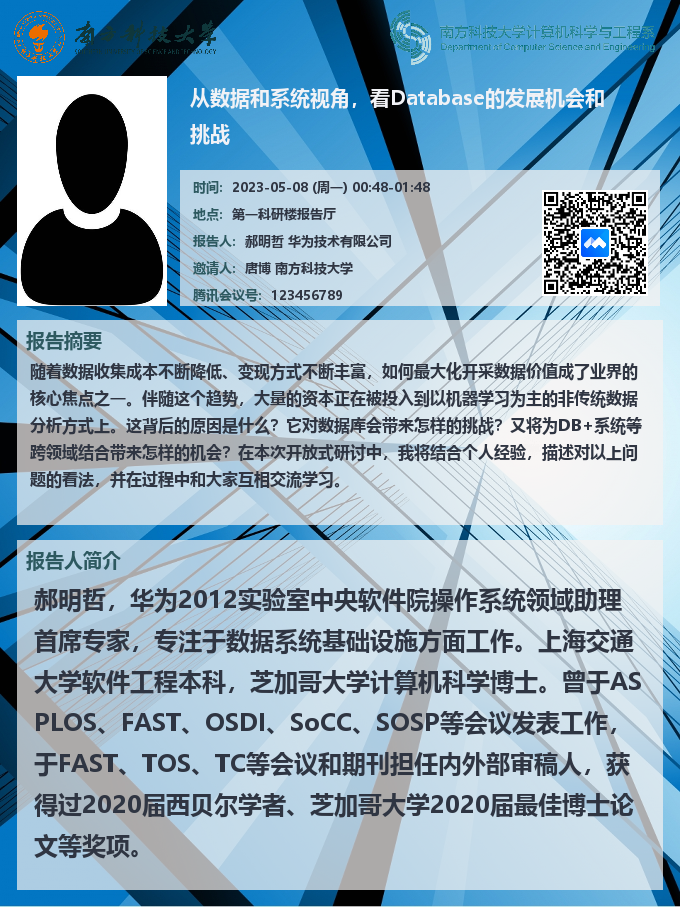 南方科技大学
SOUTHERN UNIVERSITY OF SCIENCE AND TECHNOLOGY
南方科技大学计算机科学与工程系
Department of Computer Science and Engineering
从数据和系统视角，看Database的发展机会和
挑战
时间：2023-05-08 (周一) 00:48-01:48
地点：第一科研楼报告厅
报告人：郝明哲 华为技术有限公司
邀请人：唐博 南方科技大学
腾讯会议号：123456789
报告摘要
随着数据收集成本不断降低、变现方式不断丰富，如何最大化开采数据价值成了业界的
核心焦点之一。伴随这个趋势，大量的资本正在被投入到以机器学习为主的非传统数据
分析方式上。这背后的原因是什么？它对数据库会带来怎样的挑战？又将为DB+系统等
跨领域结合带来怎样的机会？在本次开放式研讨中，我将结合个人经验，描述对以上问
题的看法，并在过程中和大家互相交流学习。
报告人简介
郝明哲，华为2012实验室中央软件院操作系统领域助理
首席专家，专注于数据系统基础设施方面工作。上海交通
大学软件工程本科，芝加哥大学计算机科学博士。曾于AS
PLOS、FAST、OSDI、SoCC、SOSP等会议发表工作，
于FAST、TOS、TC等会议和期刊担任内外部审稿人，获
得过2020届西贝尔学者、芝加哥大学2020届最佳博士论
文等奖项。